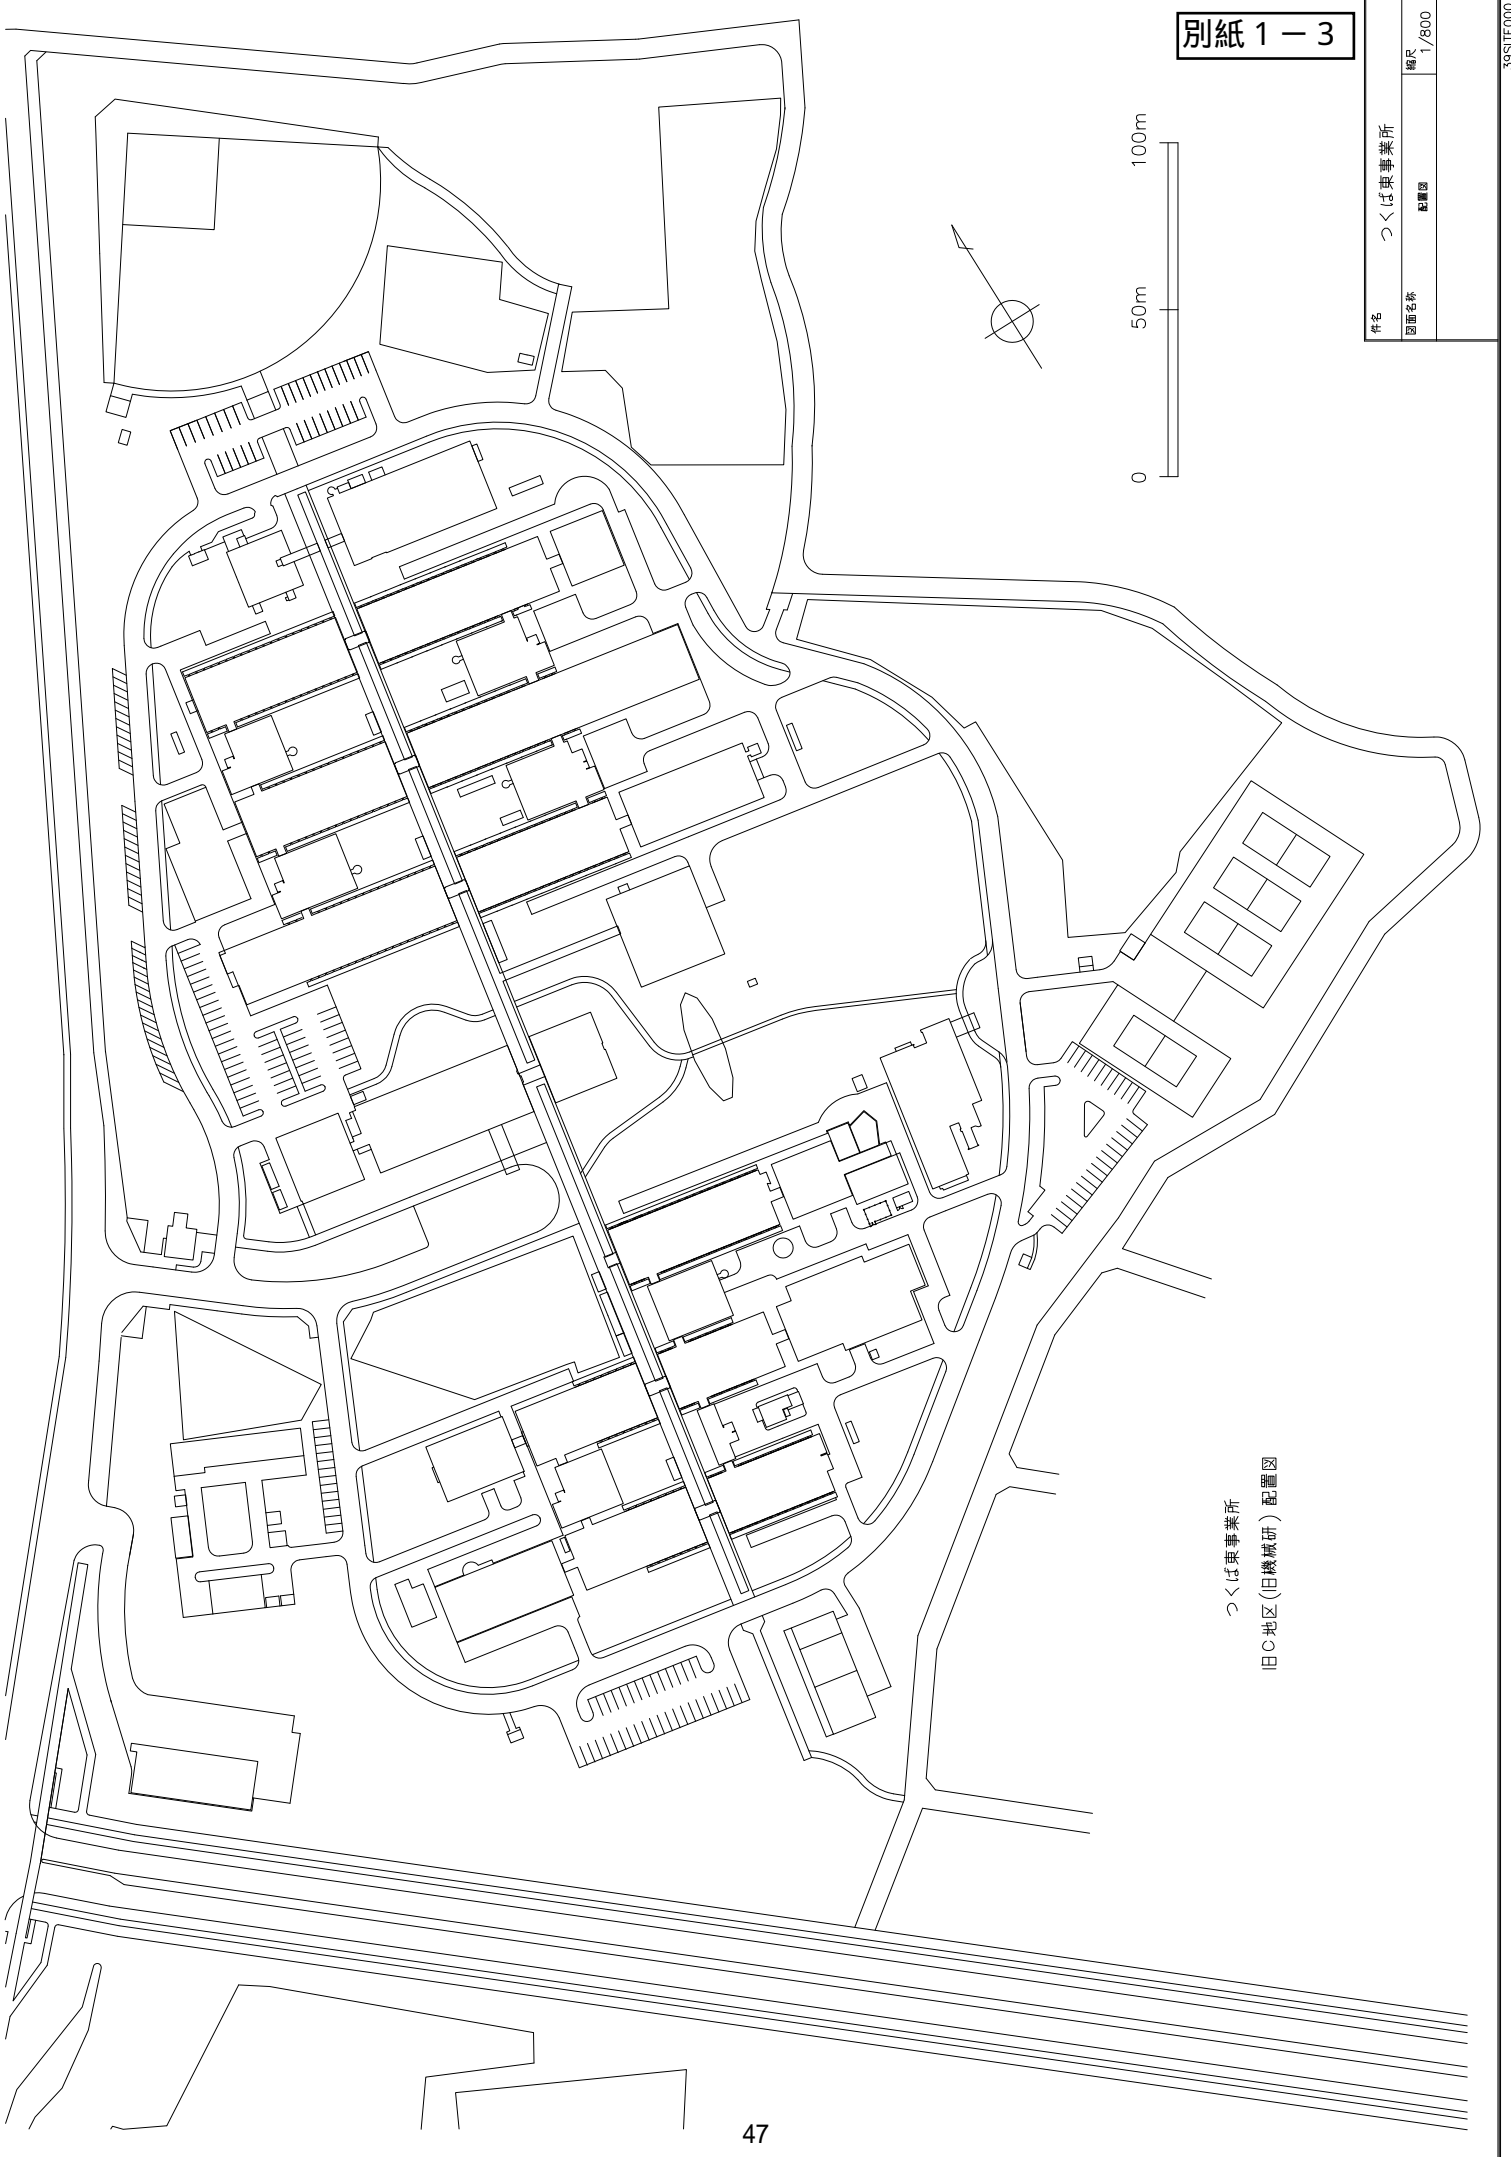 別紙１－３
件名
つくば東事業所
図面名称
配置図
縮尺
1/800
39SITE000
0
50m
100m
つくば東事業所
旧Ｃ地区(旧機械研)配置図
47